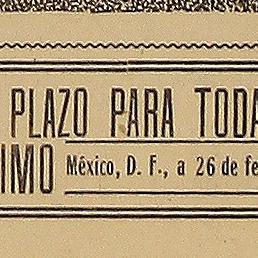 PLAZO PARA TODA
IMO México, D. F., a 26 de fe